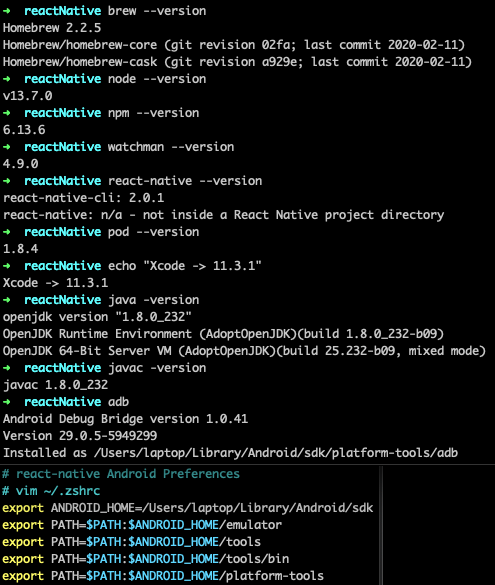 ➜  reactNative brew --version
Homebrew 2.2.5
Homebrew/homebrew-core (git revision 02fa; last commit 2020-02-11)
Homebrew/homebrew-cask (git revision a929e; last commit 2020-02-11)
➜  reactNative node --version
v13.7.0
➜  reactNative npm --version
6.13.6
➜  reactNative watchman --version
4.9.0
➜  reactNative react-native --version
react-native-cli: 2.0.1
react-native: n/a - not inside a React Native project directory
➜  reactNative pod --version
1.8.4
➜  reactNative echo "Xcode -> 11.3.1"
Xcode -> 11.3.1
➜  reactNative java -version
openjdk version "1.8.0_232"
OpenJDK Runtime Environment (AdoptOpenJDK)(build 1.8.0_232-b09)
OpenJDK 64-Bit Server VM (AdoptOpenJDK)(build 25.232-b09, mixed mode)
➜  reactNative javac -version
javac 1.8.0_232
➜  reactNative adb
Android Debug Bridge version 1.0.41
Version 29.0.5-5949299
Installed as /Users/laptop/Library/Android/sdk/platform-tools/adb
# react-native Android Preferences
# vim ~/.zshrc
export ANDROID_HOME=/Users/laptop/Library/Android/sdk
export PATH=$PATH:$ANDROID_HOME/emulator
export PATH=$PATH:$ANDROID_HOME/tools
export PATH=$PATH:$ANDROID_HOME/tools/bin
export PATH=$PATH:$ANDROID_HOME/platform-tools